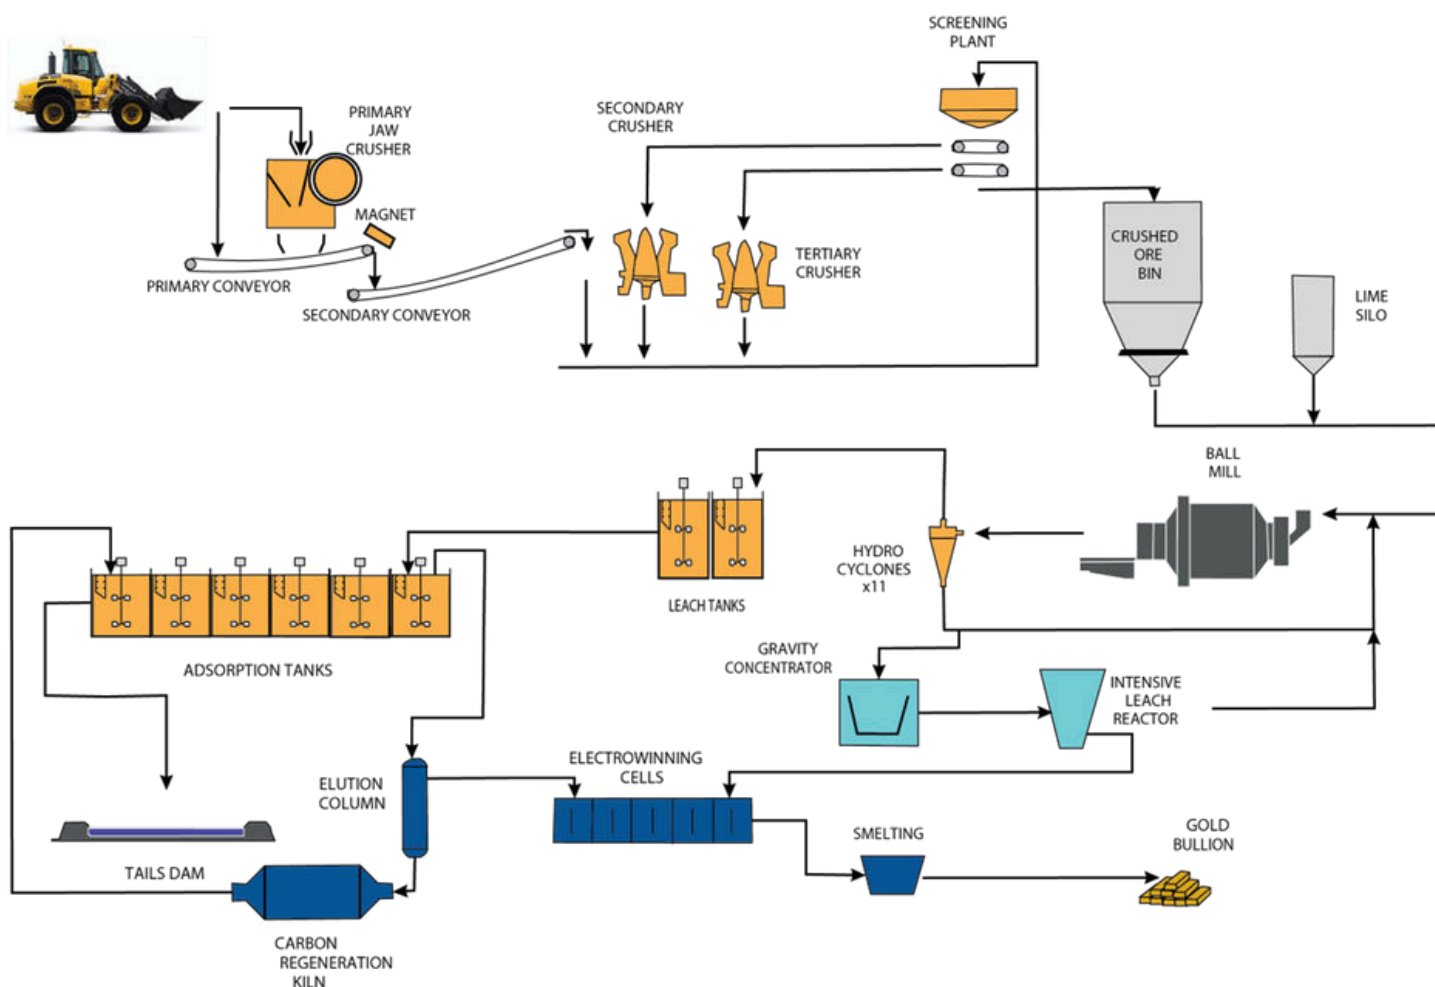 SCREENING
PLANT
PRIMARY
JAW
CRUSHER
SECONDARY
CRUSHER
MAGNET
TERTIARY
CRUSHER
CRUSHED
ORE
BIN
PRIMARY CONVEYOR
SECONDARY CONVEYOR
LIME
SILO
BALL
MILL
HYDRO
CYCLONES
x11
LEACH TANKS
ADSORPTION TANKS
GRAVITY
CONCENTRATOR
INTENSIVE
LEACH
REACTOR
ELECTROWINNING
CELLS
ELUTION
COLUMN
SMELTING
GOLD
BULLION
TAILS DAM
CARBON
REGENERATION
KILN